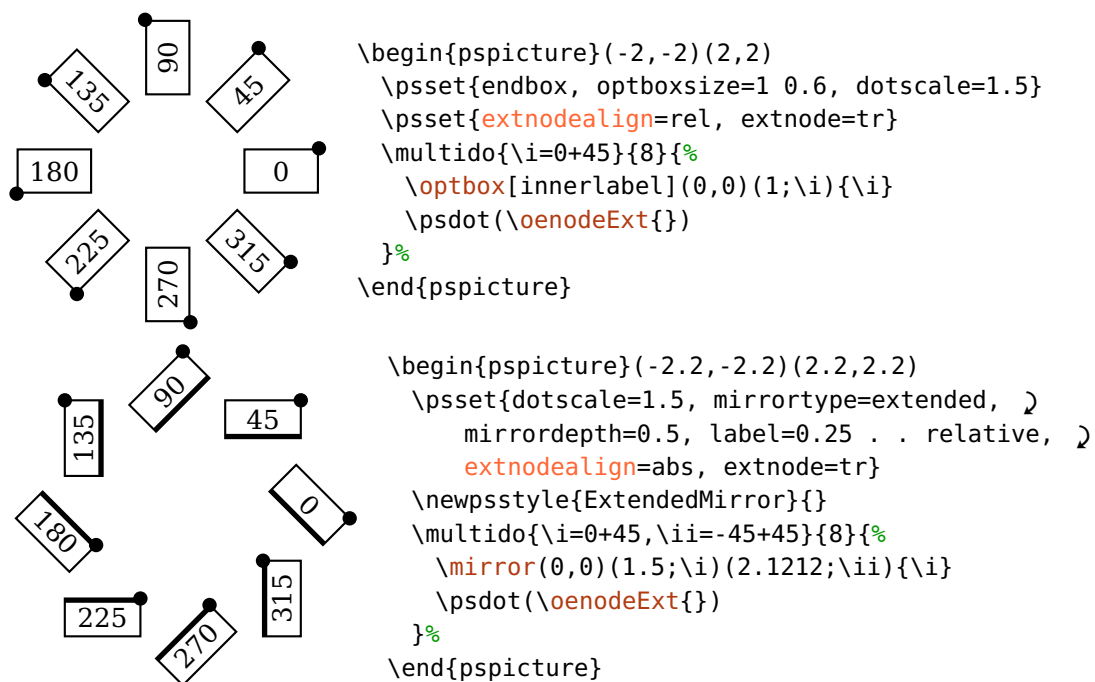 90
135
45
180
0
225
315
270
\begin{pspicture}(-2,-2)(2,2)
\psset{endbox, optboxsize=1 0.6, dotscale=1.5}
\psset{extnodealign=rel, extnode=tr}
\multido{\i=0+45}{8}{%
\optbox[innerlabel](0,0)(1;\i){\i}
\psdot(\oenodeExt{})
}%
\end{pspicture}
90
135
45
180
0
225
315
270
\begin{pspicture}(-2.2,-2.2)(2.2,2.2)
\psset{dotscale=1.5, mirrortype=extended,
mirrordepth=0.5, label=0.25 . . relative,
extnodealign=abs, extnode=tr}
\newpsstyle{ExtendedMirror}{}
\multido{\i=0+45,\ii=-45+45}{8}{%
\mirror(0,0)(1.5;\i)(2.1212;\ii){\i}
\psdot(\oenodeExt{})
}%
\end{pspicture}